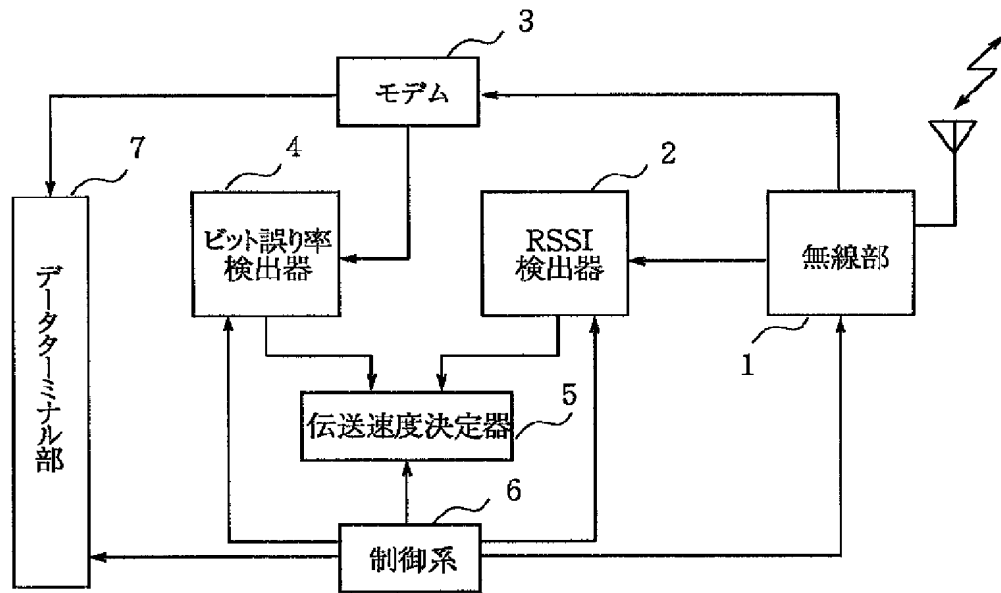 3
モデム
4
2
7
ビット誤り率
検出器
RSSI
検出器
無線部
データターミナル部
1
5
伝送速度決定器
6
制御系